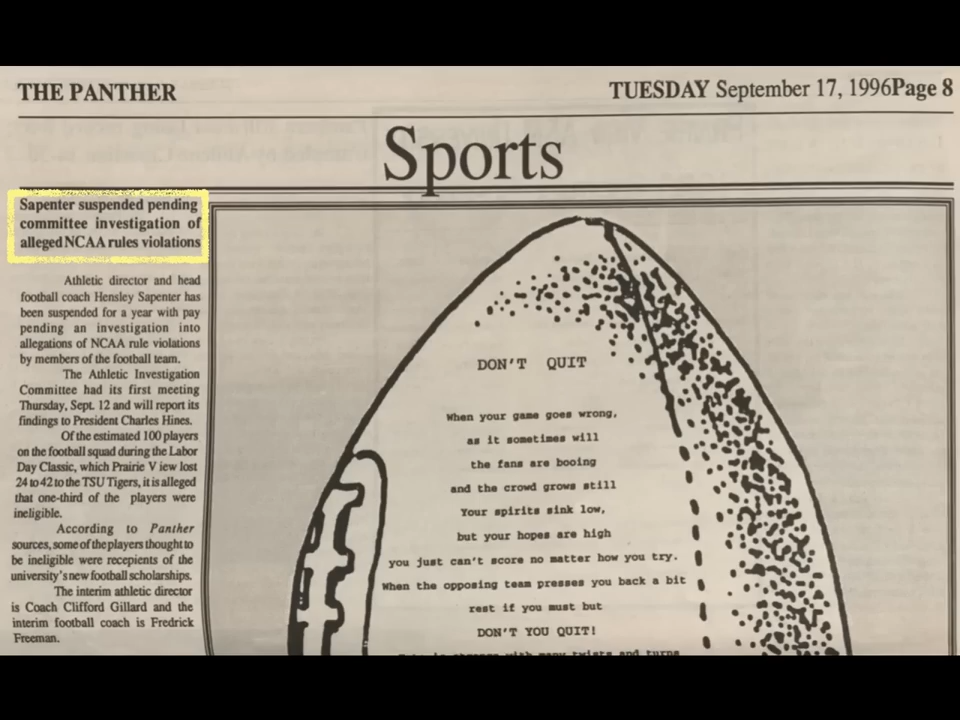 THE PANTHER
TUESDAY September 17, 1996Page 8
Sports
Sapenter suspended pending
committee investigation of
alleged NCAA rules violations
Athletic director and head
football coach Hensley Sapenter has
been suspended for a year with pay
pending an investigation into
allegations of NCAA rule violations
by members of the football team.
The Athletic Investigation
Committee had its first meeting
Thursday, Sept. 12 and will report its
findings to President Charles Hines.
Of the estimated 100 players
on the football squad during the Labor
Day Classic, which Prairie V iew lost
24 to 42 to the TSU Tigers, it is alleged
that one-third of the players were
ineligible.
According to Panther
sources, some of the players thought to
be ineligible were recepients of the
university's new football scholarships.
The interim athletic director
is Coach Clifford Gillard and the
interim football coach is Fredrick
Freeman.
DON'T QUIT
When your game goes wrong,
as it sometimes will
the fans are booing
and the crowd grows still
Your spirits sink low,
but your hopes are high
you just can't score no matter how you try.
When the opposing team presses you back a bit
rest if you must but
DON'T YOU QUIT!
is strange with many twists and turns